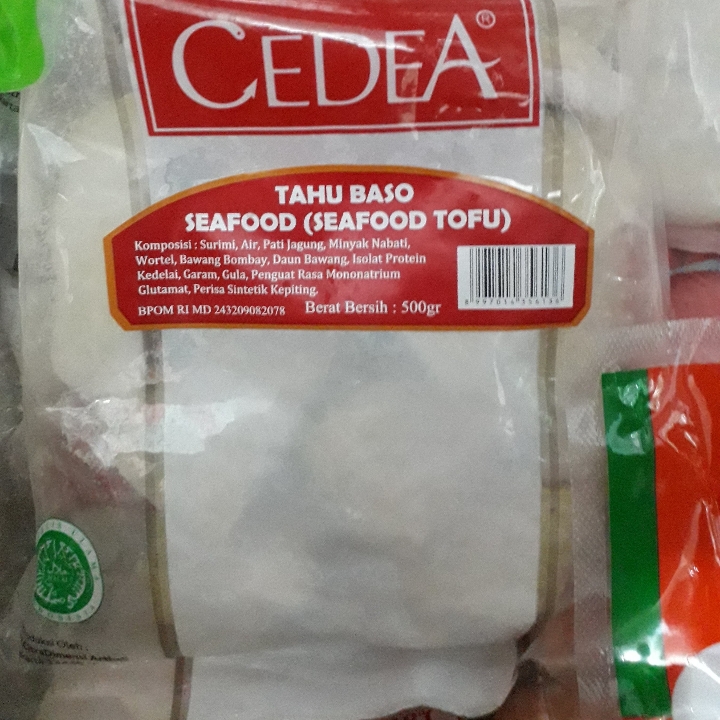 CEDEA®
TAHU BASO
SEAFOOD (SEAFOOD TOFU)
Komposisi : Surimi, Air, Pati Jagung, Minyak Nabati,
Wortel, Bawang Bombay, Daun Bawang, Isolat Protein
Kedelai, Garam, Gula, Penguat Rasa Mononatrium
Glutamat, Perisa Sintetik Kepiting.
BPOM RI MD 243209082078 Berat Bersih : 500gr